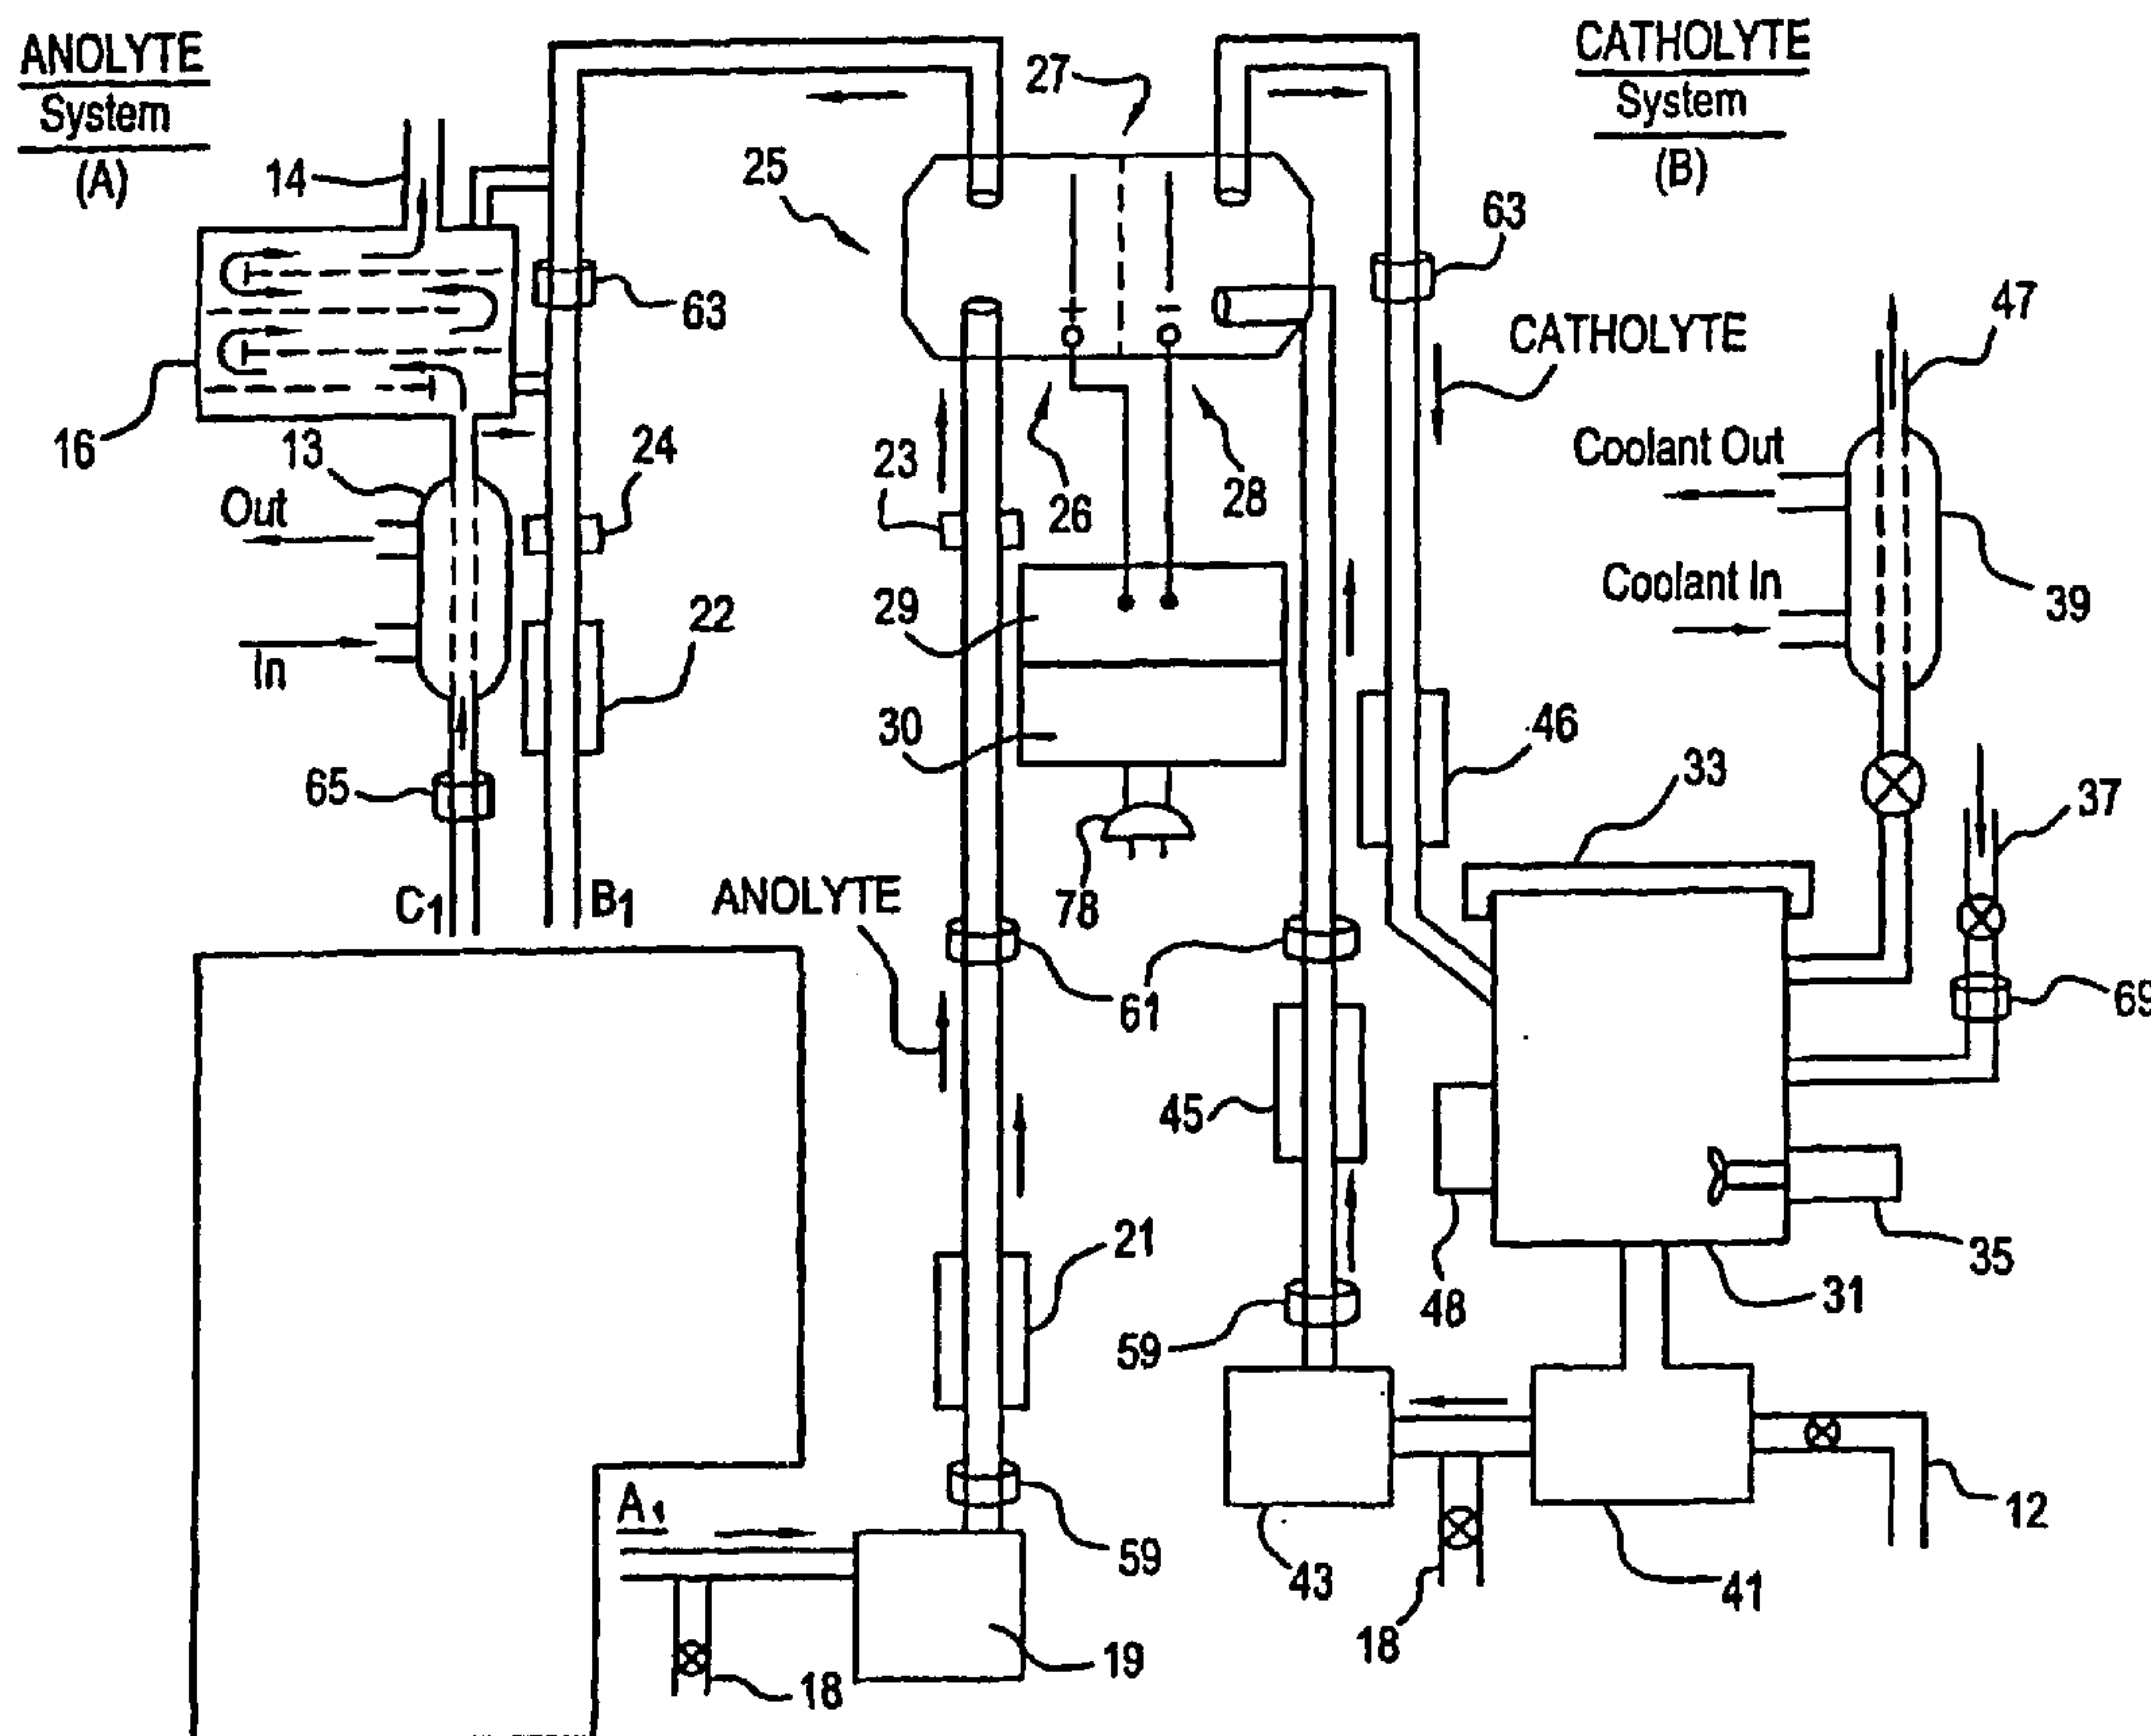 ANOLYTE
System
(A)
CATHOLYTE
System
(B)
27
14
25
63
63
47
CATHOLYTE
16
13
24
23
26
28
Coolant Out
Out
Coolant In
39
29
22
In
30
46
33
37
65
78
C1
B1
ANOLYTE
61
69
45
21
48
35
31
59
A1
59
43
18
41
12
19
18